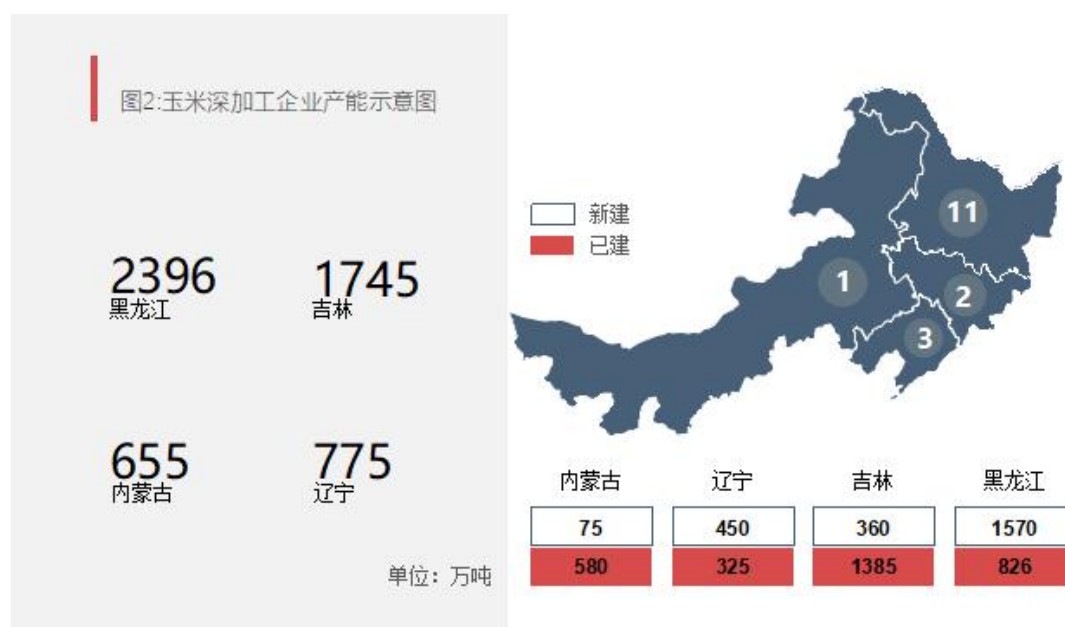 图2:玉米深加工企业产能示意图
2396
黑龙江
1745
吉林
655
内蒙古
775
辽宁
单位：万吨
新建
已建
11
1
2
3
内蒙古 辽宁 吉林 黑龙江
75 450 360 1570
580 325 1385 826